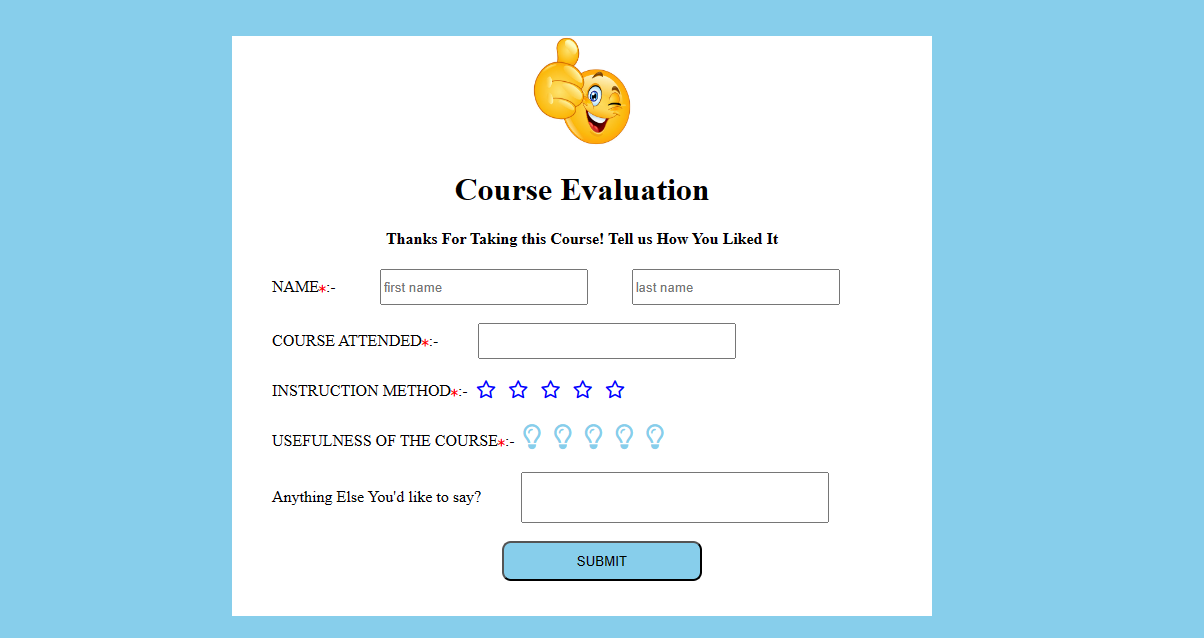 Course Evaluation
Thanks For Taking this Course! Tell us How You Liked It
NAME*:- first name last name
COURSE ATTENDED*:-
INSTRUCTION METHOD*:-
USEFULNESS OF THE COURSE*:-
Anything Else You'd like to say?
SUBMIT